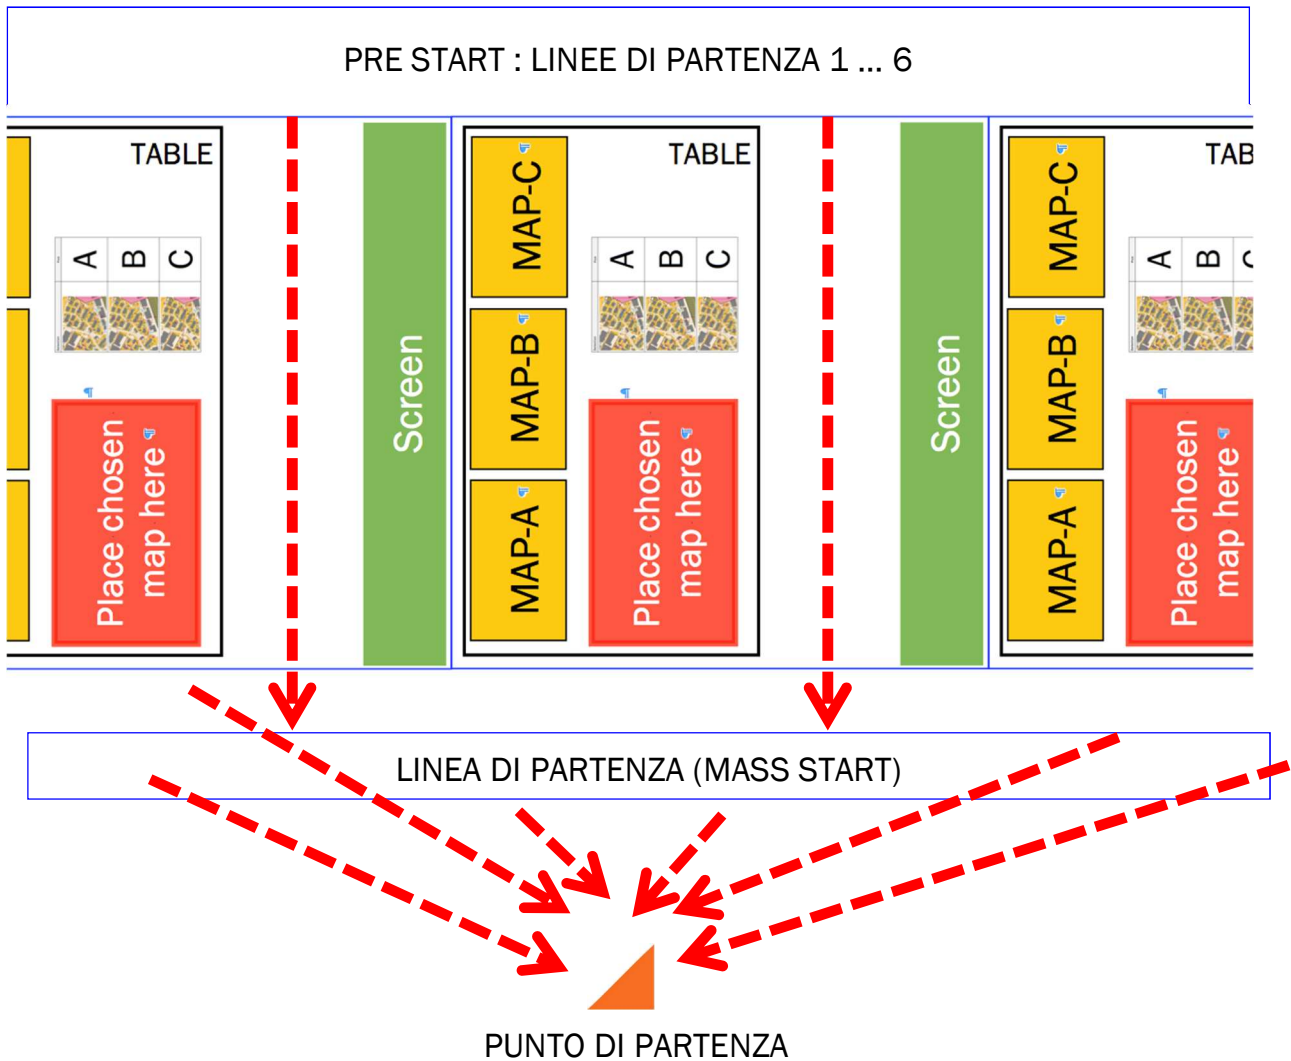 PRE START : LINEE DI PARTENZA 1 ... 6
TABLE
A
B
C
Place chosen
map here
Screen
MAP-C
MAP-B
MAP-A
TABLE
A
B
C
Place chosen
map here
Screen
MAP-C
MAP-B
MAP-A
TAB
A
B
C
Place chosen
map here
LINEA DI PARTENZA (MASS START)
PUNTO DI PARTENZA